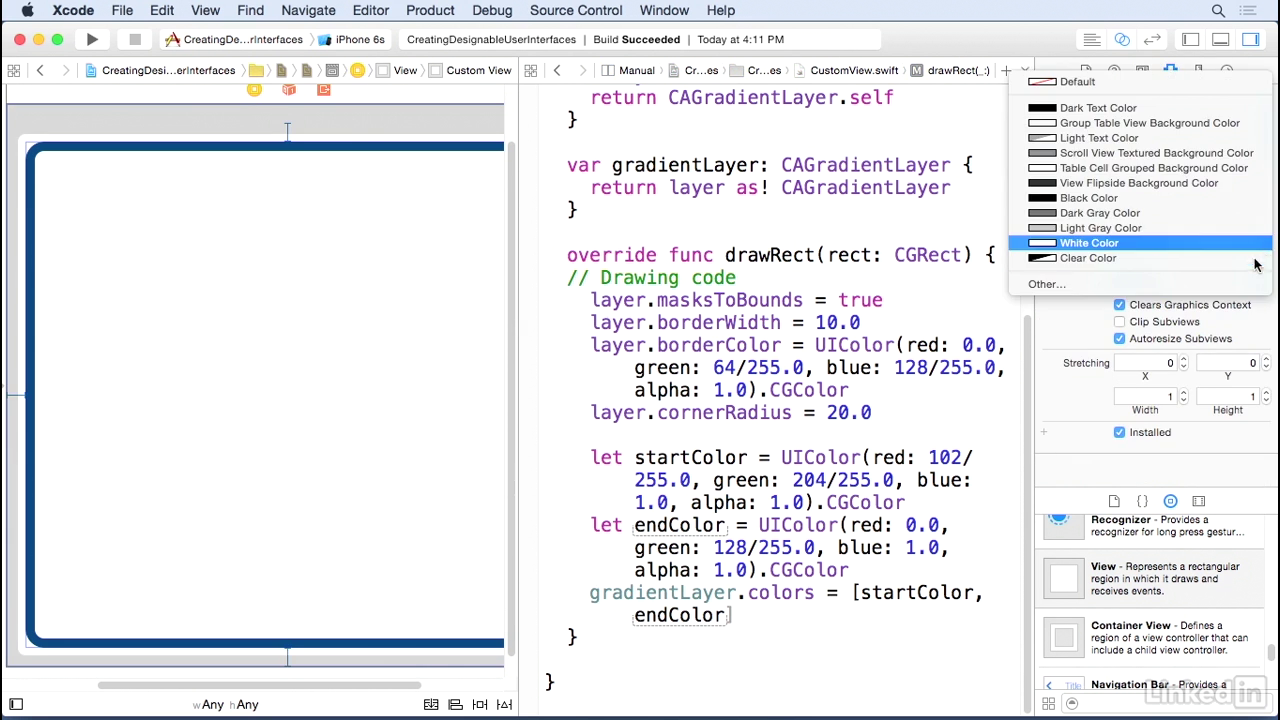 Xcode File Edit View Find Navigate Editor Product Debug Source Control Window Help
CreatingDe...rInterfaces iPhone 6s CreatingDesignableUserInterfaces Build Succeeded Today at 4:11 PM
CreatingDesi...erInterfaces View Custom View Manual Cr...es Cr...es CustomView.swift M drawRect(_:)
return CAGradientLayer.self
}
var gradientLayer: CAGradientLayer {
return layer as! CAGradientLayer
}
override func drawRect(rect: CGRect) {
// Drawing code
layer.masksToBounds = true
layer.borderWidth = 10.0
layer.borderColor = UIColor(red: 0.0,
green: 64/255.0, blue: 128/255.0,
alpha: 1.0).CGColor
layer.cornerRadius = 20.0
let startColor = UIColor(red: 102/
255.0, green: 204/255.0, blue:
1.0, alpha: 1.0).CGColor
let endColor = UIColor(red: 0.0,
green: 128/255.0, blue: 1.0,
alpha: 1.0).CGColor
gradientLayer.colors = [startColor,
endColor]
}
}
Default
Dark Text Color
Group Table View Background Color
Light Text Color
Scroll View Textured Background Color
Table Cell Grouped Background Color
View Flipside Background Color
Black Color
Dark Gray Color
Light Gray Color
White Color
Clear Color
Other...
Clears Graphics Context
Clip Subviews
Autoresize Subviews
Stretching 0 0
X Y
1 1
Width Height
+ Installed
Recognizer - Provides a
recognizer for long press gestur...
View - Represents a rectangular
region in which it draws and
receives events.
Container View - Defines a
region of a view controller that can
include a child view controller.
Title Navigation Bar - Provides a
LinkedIn
wAny hAny